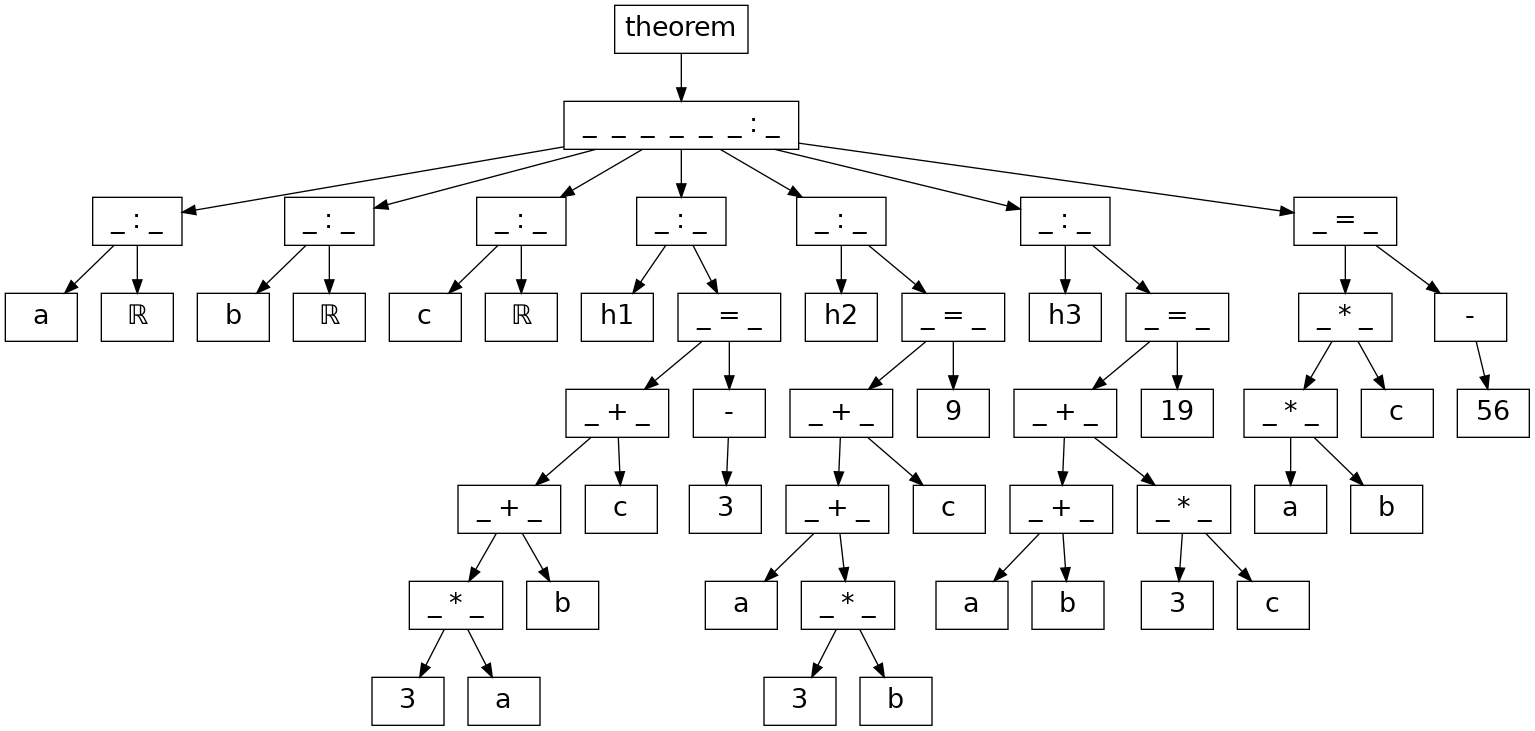 theorem
_ _ _ _ _ _ : _
_ : _ _ : _ _ : _ _ : _ _ : _ _ : _ _ = _
a ℝ b ℝ c ℝ h1 _ = _ h2 _ = _ h3 _ = _ _ * _ -
_ + _ - _ + _ 9 _ + _ 19 _ * _ c 56
_ + _ c 3 _ + _ c _ + _ _ * _ a b
_ * _ b a _ * _ a b 3 c
3 a 3 b